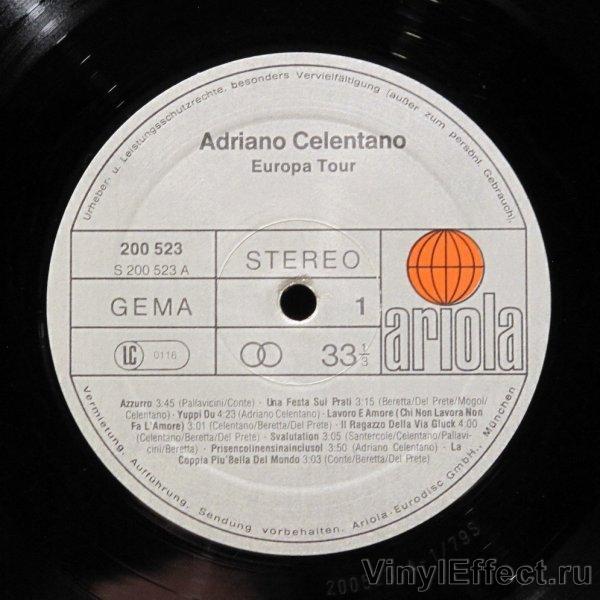 Urheber- u. Leistungsschutzrechte, besonders Vervielfältigung (außer zum persönl. Gebrauch),
Adriano Celentano
Europa Tour
200 523
S 200 523 A
STEREO
GEMA
1
LC 0116
33 1/3
ariola
Azzurro 3:45 (Pallavicini/Conte) · Una Festa Sui Prati 3:15 (Beretta/Del Prete/Mogol/
Celentano) · Yuppi Du 4:23 (Adriano Celentano) · Lavoro E Amore (Chi Non Lavora Non
Fa L'Amore) 3:01 (Celentano/Beretta/Del Prete) · Il Ragazzo Della Via Gluck 4:00
(Celentano/Beretta/Del Prete) · Svalutation 3:05 (Santercole/Celentano/Pallavi-
cini/Beretta) · Prisencolinensinainciusol 3:50 (Adriano Celentano) · La
Coppia Piu' Bella Del Mondo 3:03 (Conte/Beretta/Del Prete)
Vermietung, Aufführung, Sendung vorbehalten. Ariola-Eurodisc GmbH., München
VinylEffect.ru